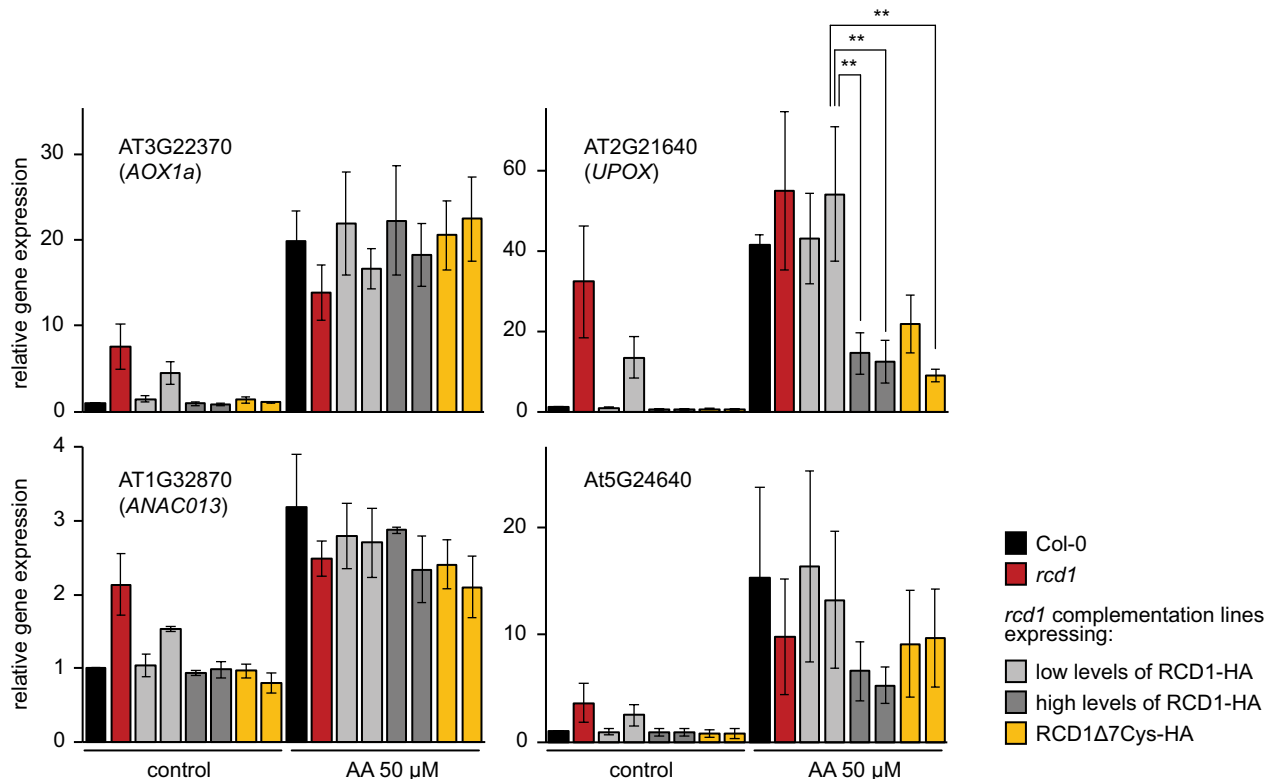 **
**
**
relative gene expression
30
20
10
0
AT3G22370
(AOX1a)
60
40
20
0
AT2G21640
(UPOX)
relative gene expression
4
3
2
1
0
AT1G32870
(ANAC013)
20
10
0
At5G24640
control
AA 50 µM
control
AA 50 µM
Col-0
rcd1
rcd1 complementation lines
expressing:
low levels of RCD1-HA
high levels of RCD1-HA
RCD1Δ7Cys-HA